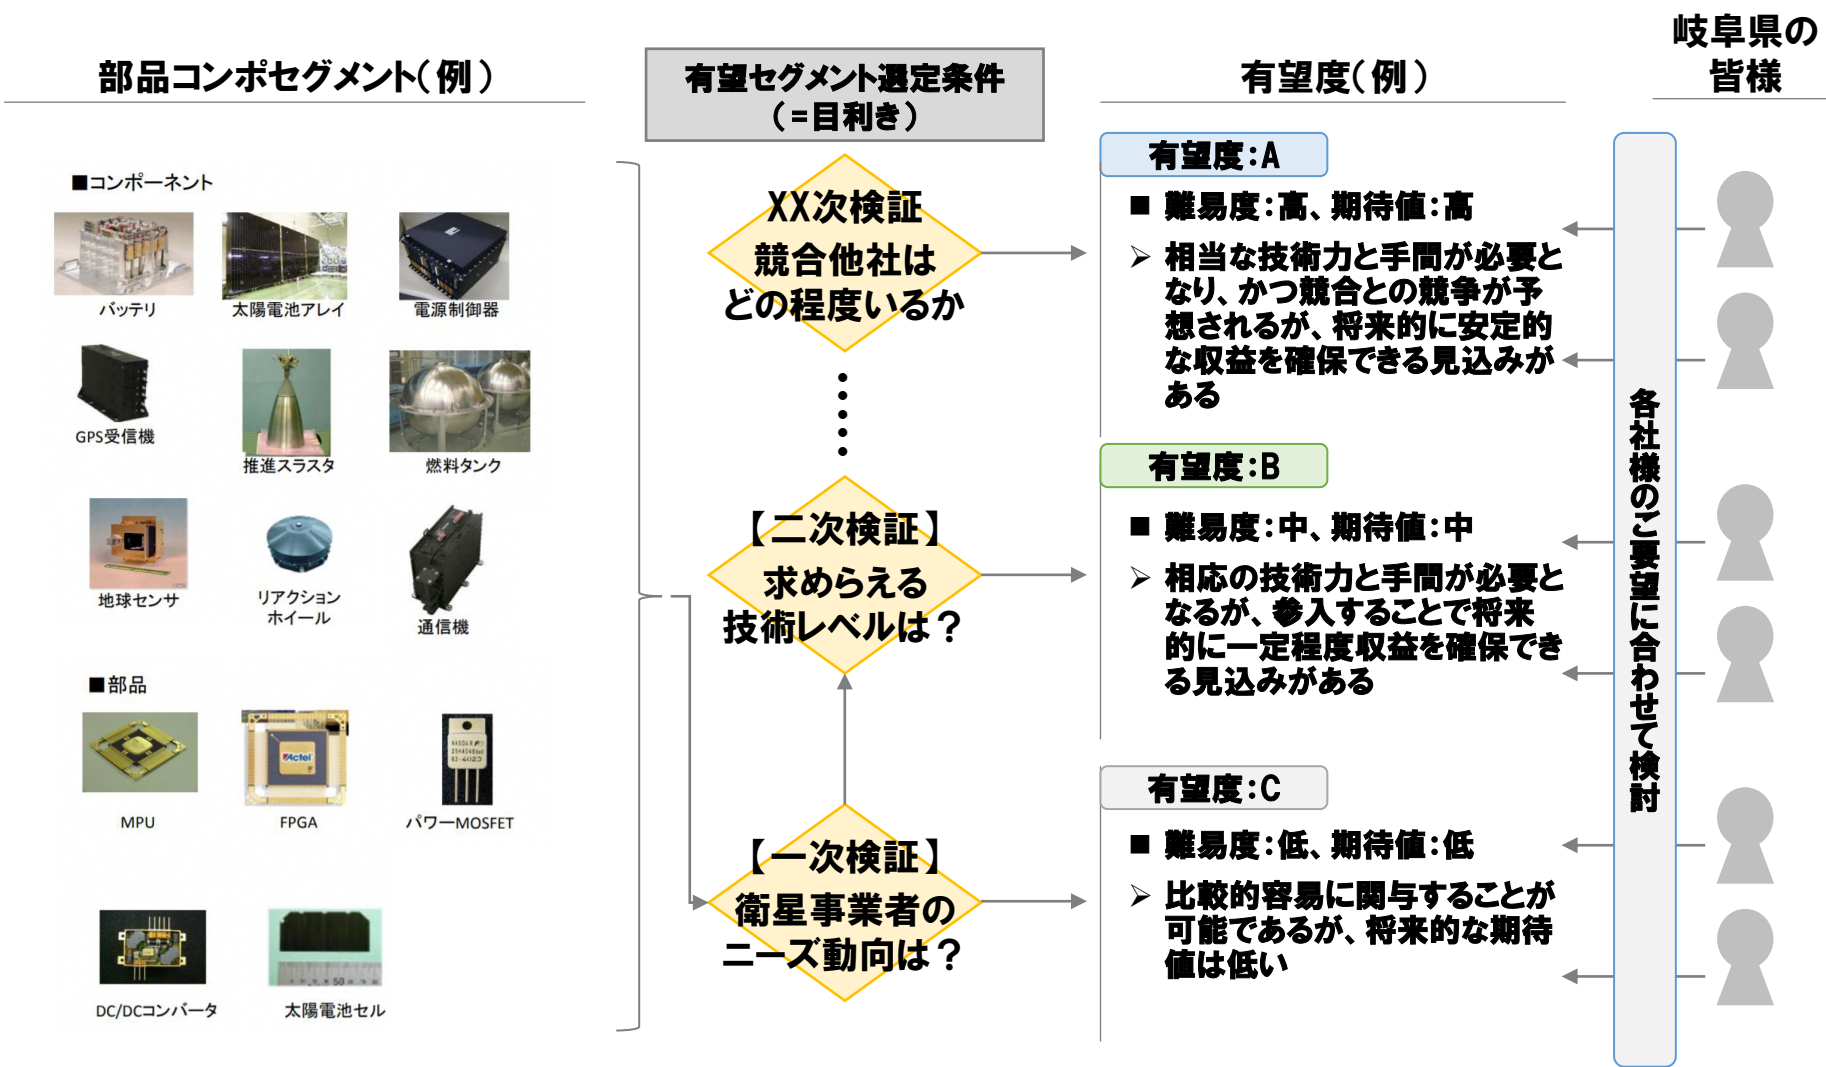 岐阜県の
皆様
部品コンポセグメント(例)
有望セグメント選定条件
(=目利き)
有望度(例)
■コンポーネント
バッテリ
太陽電池アレイ
電源制御器
GPS受信機
推進スラスタ
燃料タンク
地球センサ
リアクション
ホイール
通信機
■部品
MPU
Actel
FPGA
パワーMOSFET
DC/DCコンバータ
50
太陽電池セル
XX次検証
競合他社は
どの程度いるか
【二次検証】
求めらえる
技術レベルは?
【一次検証】
衛星事業者の
ニーズ動向は?
有望度:A
■ 難易度:高、期待値:高
➢ 相当な技術力と手間が必要と
なり、かつ競合との競争が予
想されるが、将来的に安定的
な収益を確保できる見込みが
ある
有望度:B
■ 難易度:中、期待値:中
➢ 相応の技術力と手間が必要と
なるが、参入することで将来
的に一定程度収益を確保でき
る見込みがある
有望度:C
■ 難易度:低、期待値:低
➢ 比較的容易に関与することが
可能であるが、将来的な期待
値は低い
各社様のご要望に合わせて検討